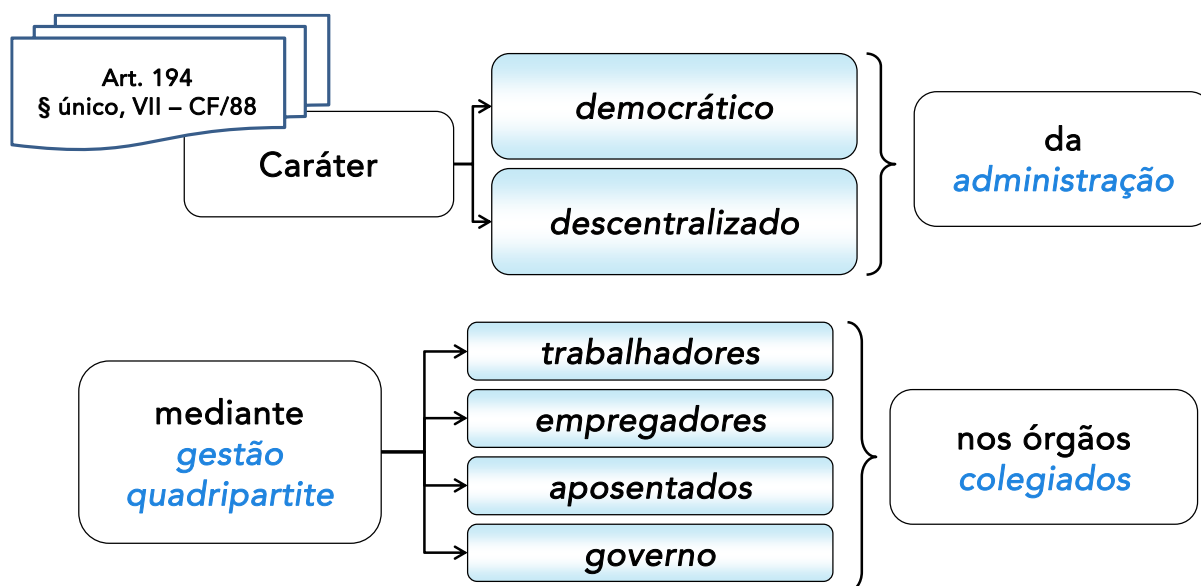 Art. 194
§ único, VII – CF/88
Caráter
democrático
descentralizado
da
administração
mediante
gestão
quadripartite
trabalhadores
empregadores
aposentados
governo
nos órgãos
colegiados